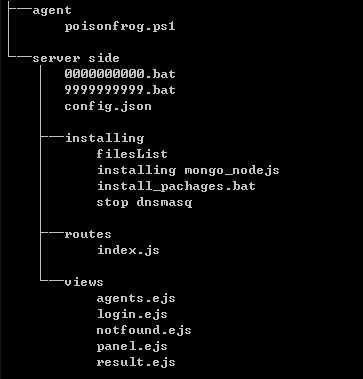 agent
poisonfrog.ps1
server side
0000000000.bat
9999999999.bat
config.json
installing
filesList
installing mongo_nodejs
install_pachages.bat
stop dnsmasq
routes
index.js
views
agents.ejs
login.ejs
notfound.ejs
panel.ejs
result.ejs